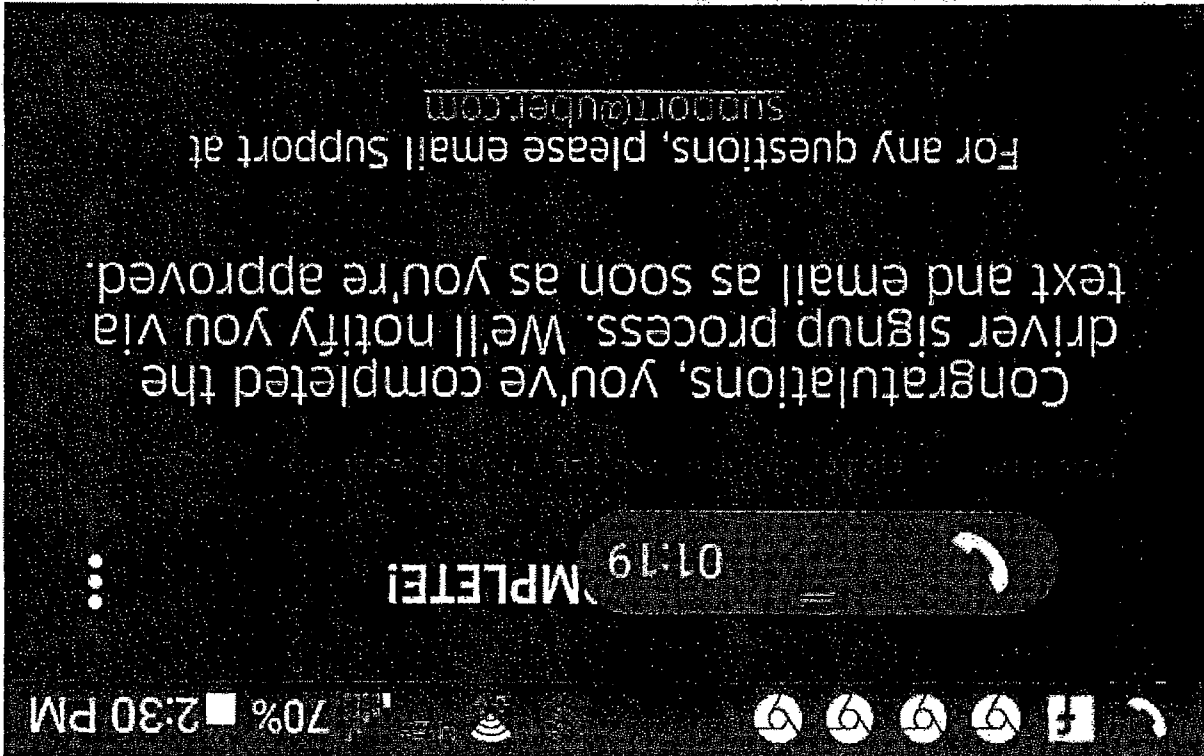 70% 2:30 PM
01:19
MPLETE!
Congratulations, you've completed the
driver signup process. We'll notify you via
text and email as soon as you're approved.
For any questions, please email Support at
support@uber.com